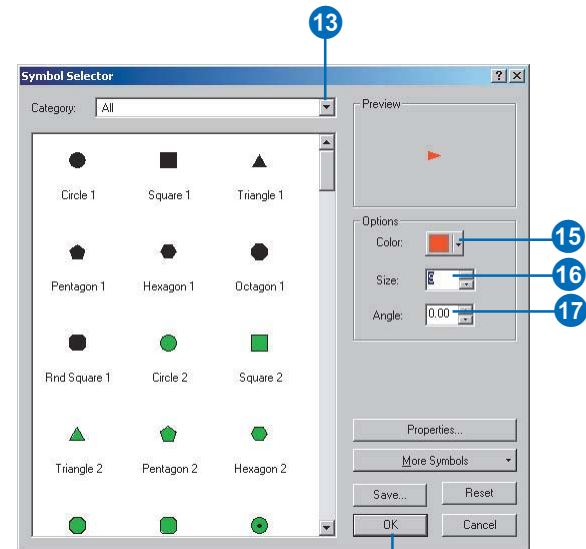 13
Symbol Selector
Category: All
Preview
Circle 1 Square 1 Triangle 1
Options
Color: 15
Pentagon 1 Hexagon 1 Octagon 1
Size: 16
Angle: 0.00 17
Rnd Square 1 Circle 2 Square 2
Triangle 2 Pentagon 2 Hexagon 2
Properties...
More Symbols
Save... Reset
OK Cancel